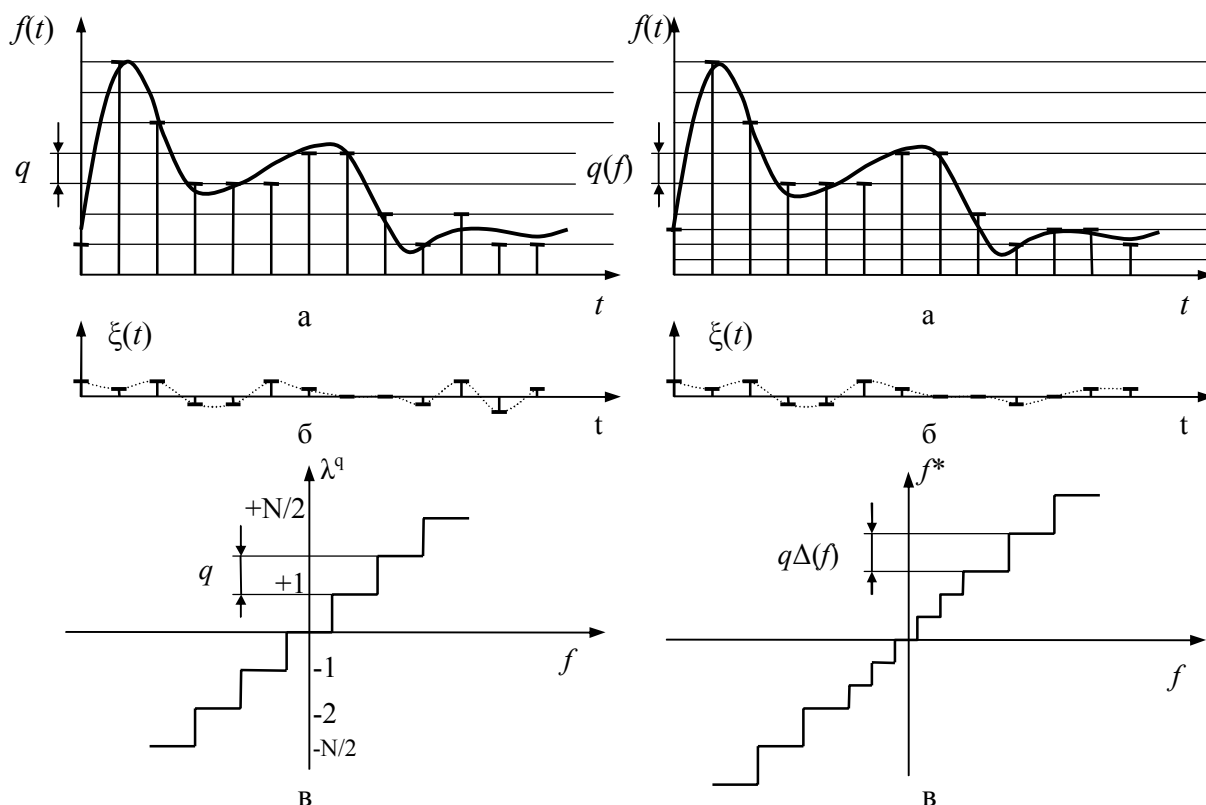 f(t)
q
t
а
ξ(t)
t
б
λq
+N/2
q
+1
f
-1
-2
-N/2
в
f(t)
q(f)
t
а
ξ(t)
t
б
f*
qΔ(f)
f
в